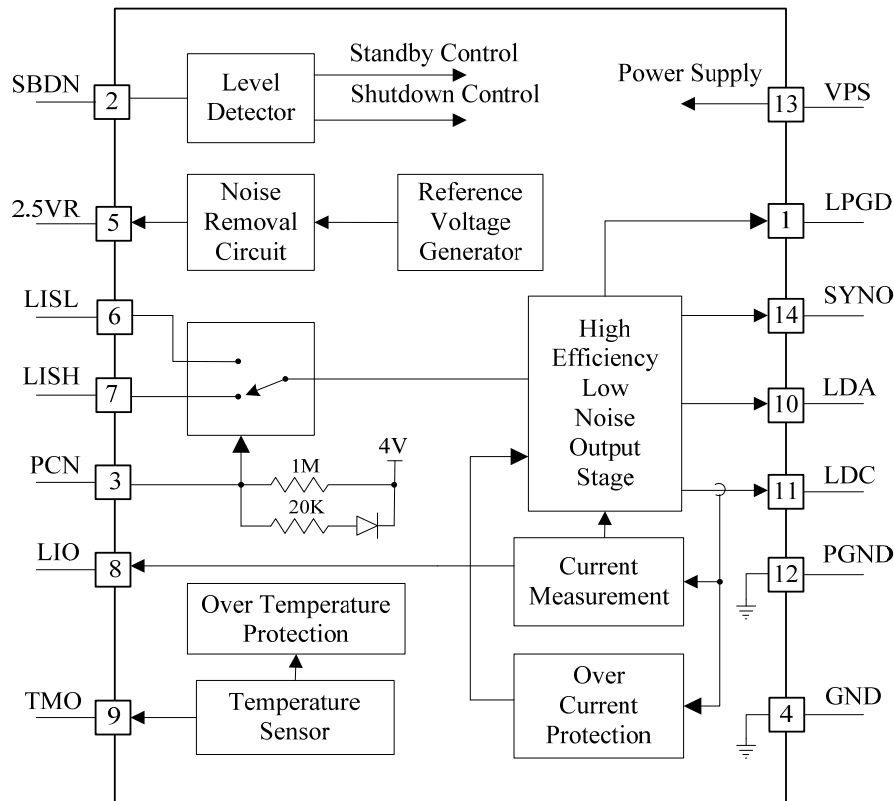 SBDN
2
Level
Detector
Standby Control
Shutdown Control
Power Supply
13
VPS
2.5VR
5
Noise
Removal
Circuit
Reference
Voltage
Generator
1
LPGD
LISL
6
14
SYNO
LISH
7
High
Efficiency
Low
Noise
Output
Stage
10
LDA
PCN
3
1M
4V
20K
11
LDC
LIO
8
Current
Measurement
12
PGND
Over Temperature
Protection
TMO
9
Temperature
Sensor
Over
Current
Protection
4
GND